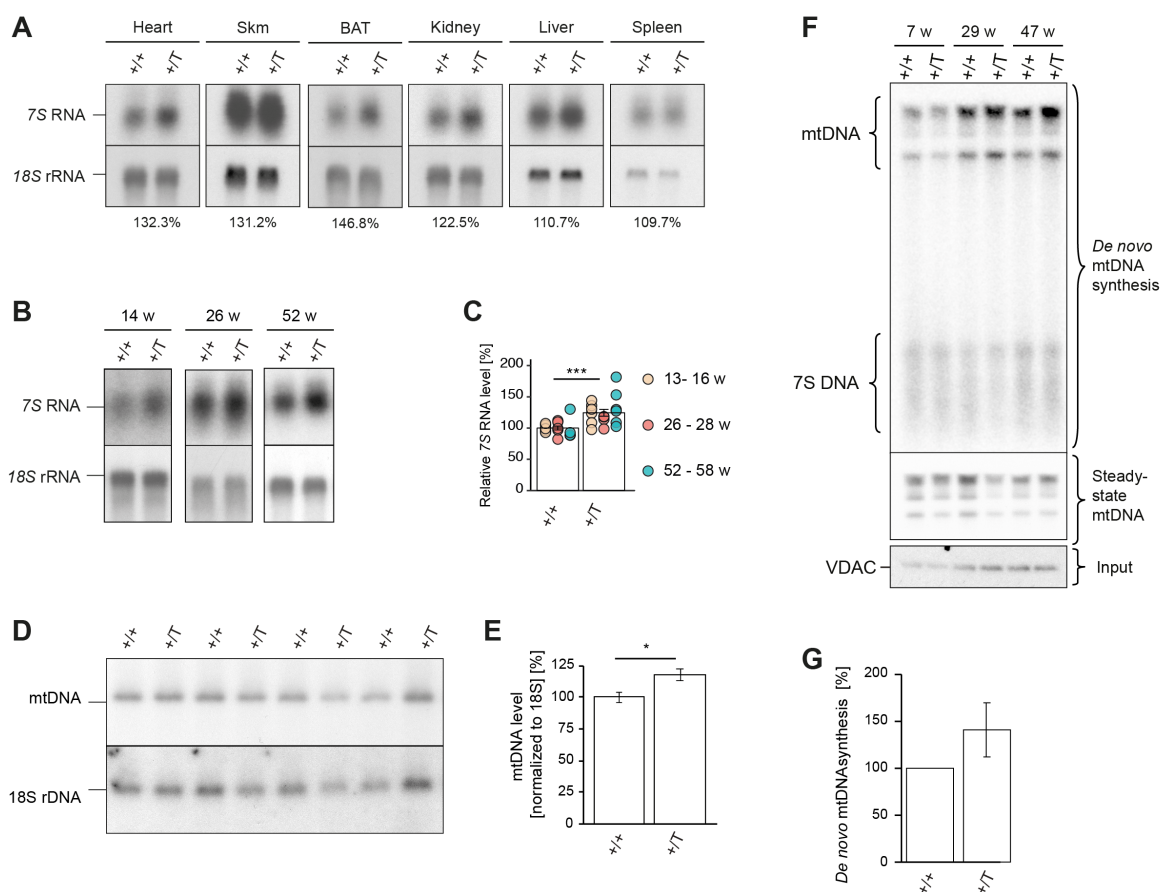 A
Heart Skm BAT Kidney Liver Spleen
+/+ +/T +/+ +/T +/+ +/T +/+ +/T +/+ +/T +/+ +/T
7S RNA
18S rRNA
132.3% 131.2% 146.8% 122.5% 110.7% 109.7%
B
14 w 26 w 52 w
+/+ +/T +/+ +/T +/+ +/T
7S RNA
18S rRNA
C
Relative 7S RNA level [%]
200
150
100
50
0
***
+/+ +/T
13- 16 w
26 - 28 w
52 - 58 w
D
+/+ +/T +/+ +/T +/+ +/T +/+ +/T
mtDNA
18S rDNA
E
mtDNA level
[normalized to 18S] [%]
125
100
75
50
25
0
*
+/+ +/T
F
7 w 29 w 47 w
+/+ +/T +/+ +/T +/+ +/T
mtDNA
7S DNA
De novo
mtDNA
synthesis
Steady-
state
mtDNA
VDAC
Input
G
De novo mtDNAsynthesis [%]
200
150
100
50
0
+/+ +/T